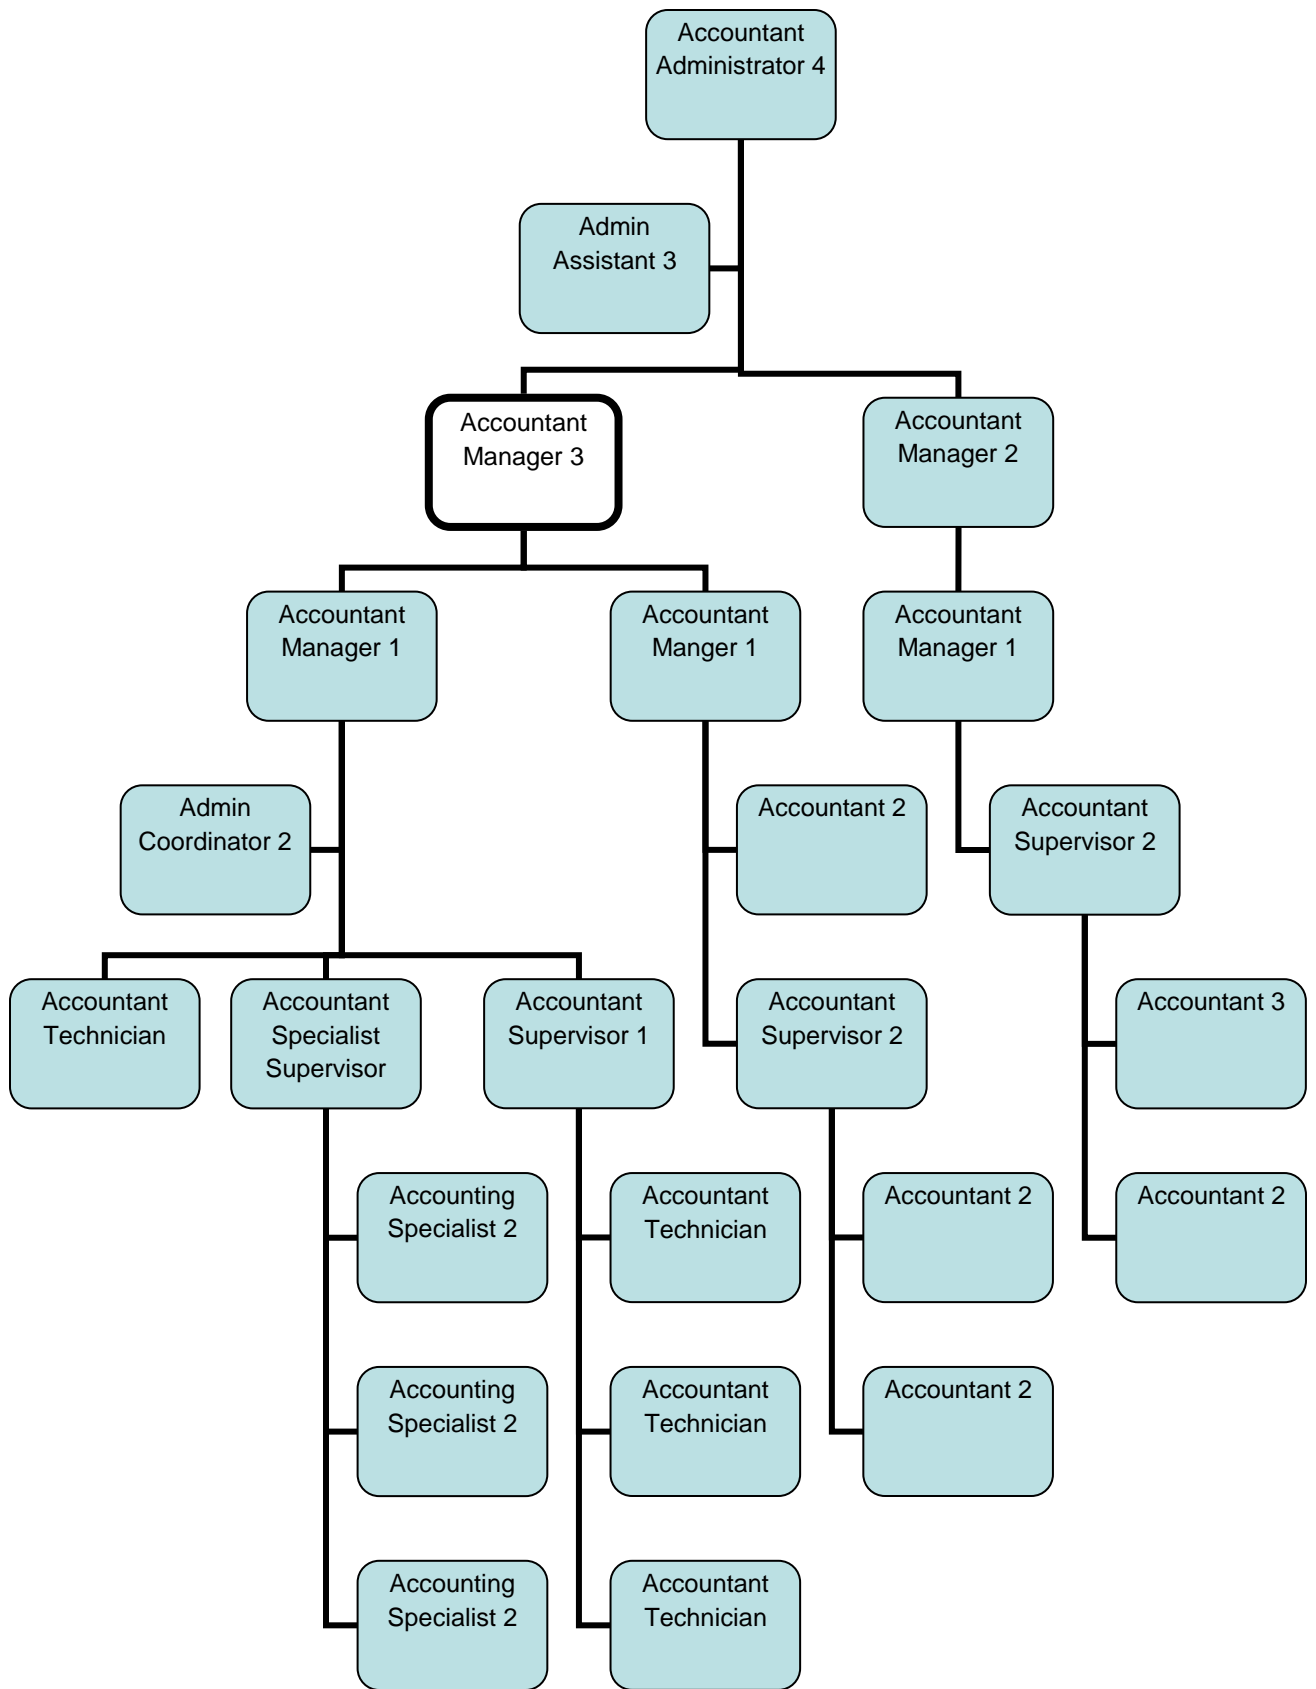 Accountant
Administrator 4
Admin
Assistant 3
Accountant
Manager 3
Accountant
Manager 2
Accountant
Manager 1
Accountant
Manger 1
Accountant
Manager 1
Admin
Coordinator 2
Accountant 2
Accountant
Supervisor 2
Accountant
Technician
Accountant
Specialist
Supervisor
Accountant
Supervisor 1
Accountant
Supervisor 2
Accountant 3
Accounting
Specialist 2
Accountant
Technician
Accountant 2
Accountant 2
Accounting
Specialist 2
Accountant
Technician
Accountant 2
Accounting
Specialist 2
Accountant
Technician